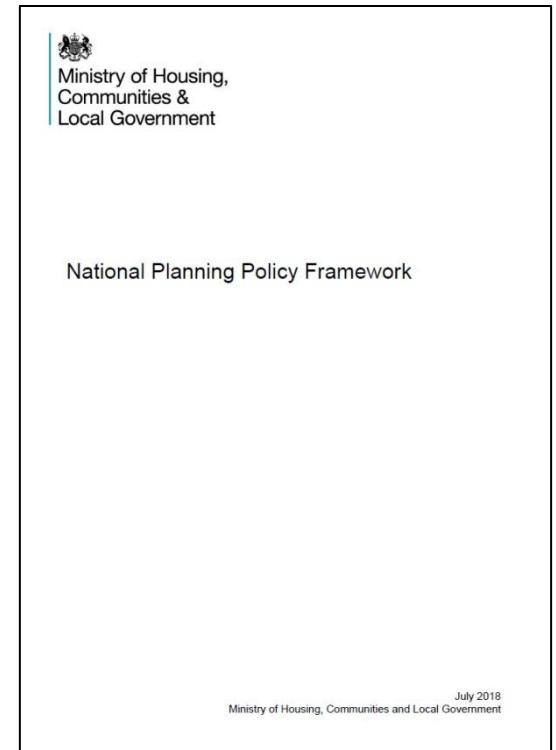 Ministry of Housing,
Communities &
Local Government
National Planning Policy Framework
July 2018
Ministry of Housing, Communities and Local Government